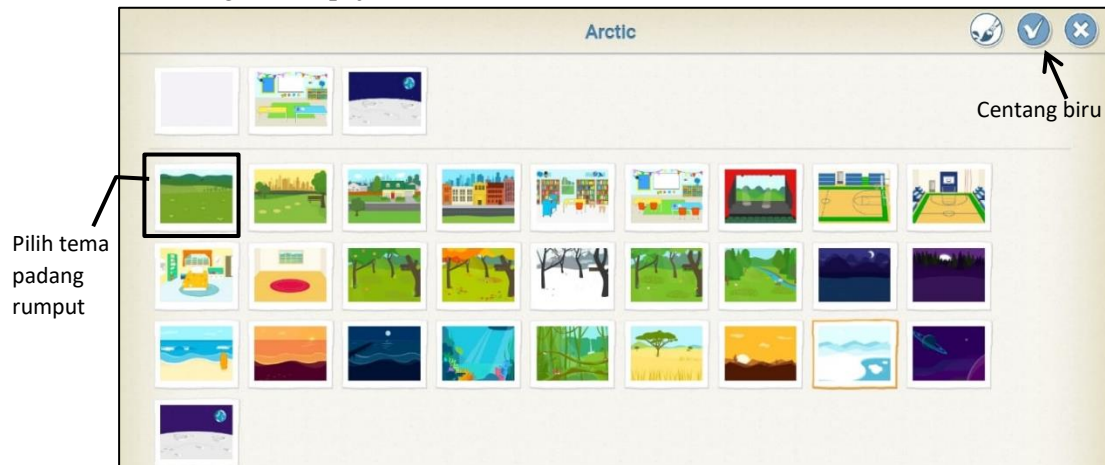 Arctic
Centang biru
Pilih tema
padang
rumput